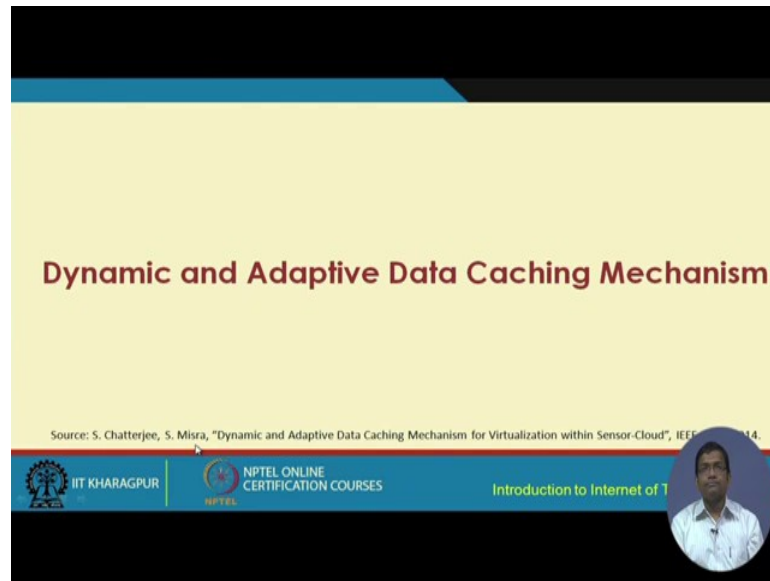 Dynamic and Adaptive Data Caching Mechanism
Source: S. Chatterjee, S. Misra, "Dynamic and Adaptive Data Caching Mechanism for Virtualization within Sensor-Cloud", 14.
IIT KHARAGPUR
NPTEL
NPTEL ONLINE
CERTIFICATION COURSES
Introduction to Internet of